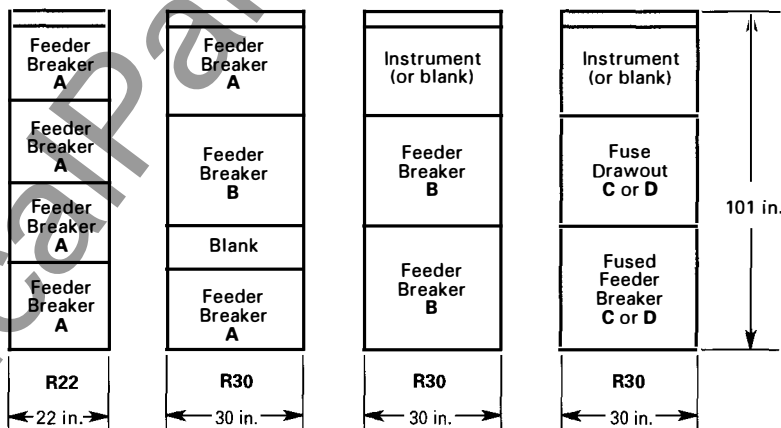 Feeder
Breaker
A
Feeder
Breaker
A
Feeder
Breaker
A
Feeder
Breaker
A
R22
22 in.
Feeder
Breaker
A
Feeder
Breaker
B
Blank
Feeder
Breaker
A
R30
30 in.
Instrument
(or blank)
Feeder
Breaker
B
Feeder
Breaker
B
R30
30 in.
Instrument
(or blank)
Fuse
Drawout
C or D
Fused
Feeder
Breaker
C or D
R30
30 in.
101 in.